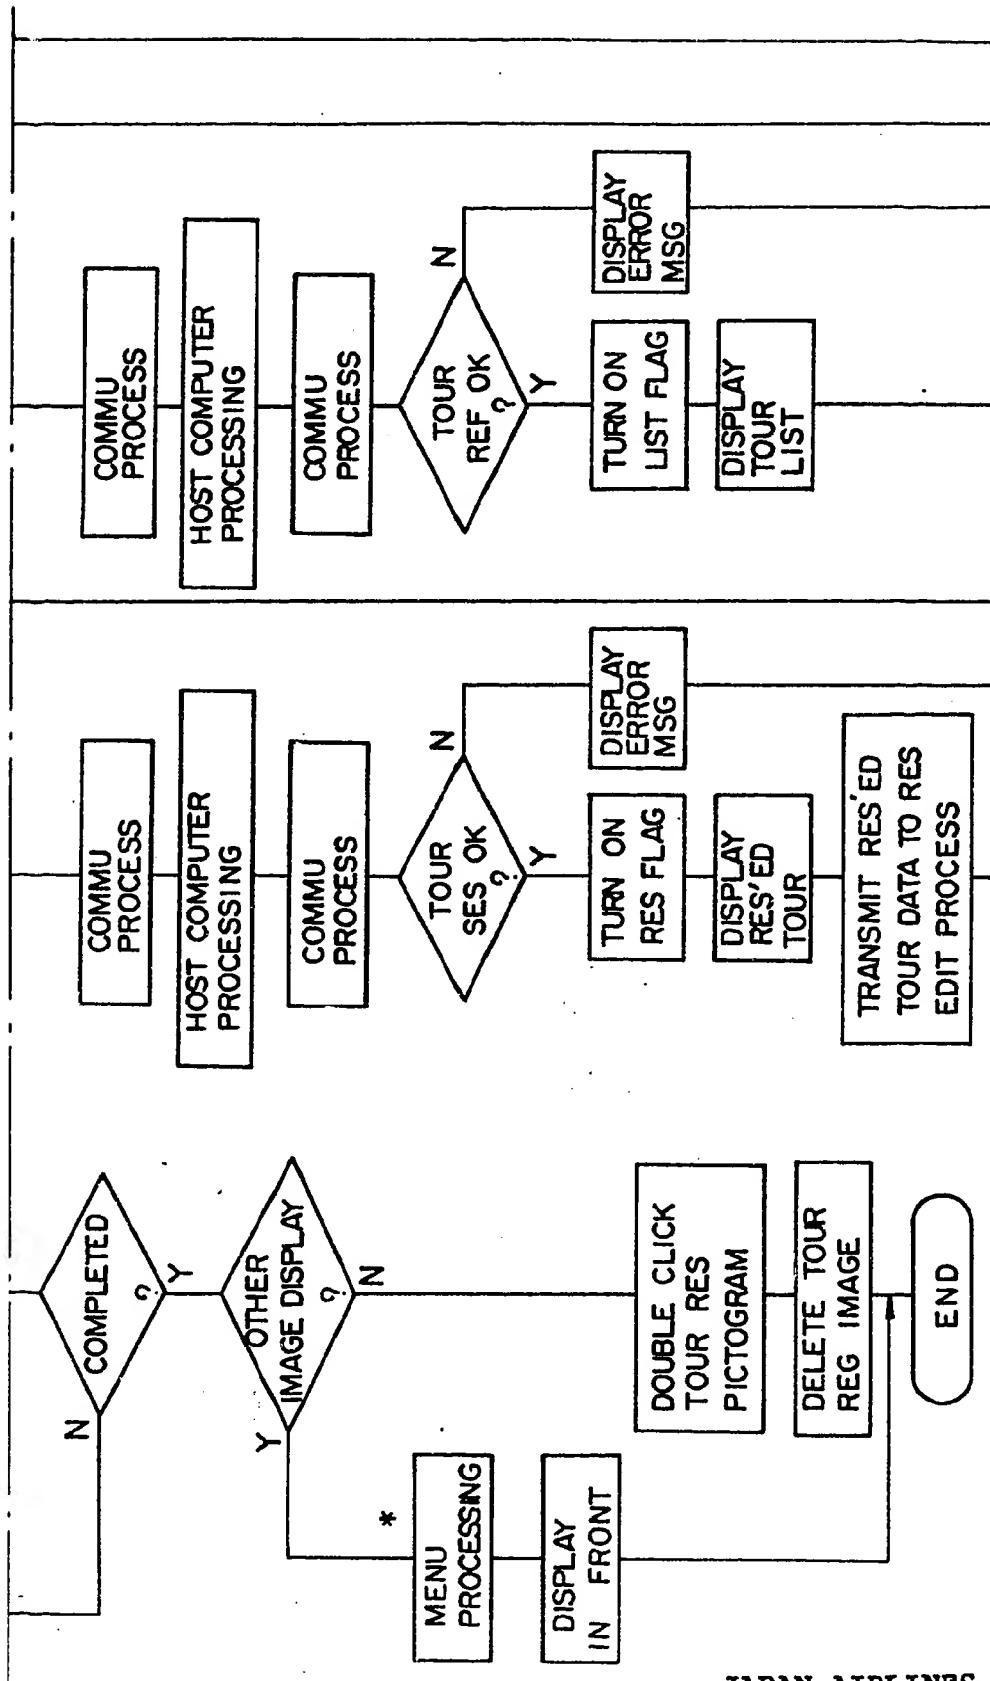 COMPLETED
?
N
Y
OTHER
IMAGE DISPLAY
?
Y
N
*
MENU
PROCESSING
DISPLAY
IN FRONT
DOUBLE CLICK
TOUR RES
PICTOGRAM
DELETE TOUR
REG IMAGE
END
COMMU
PROCESS
HOST COMPUTER
PROCESSING
COMMU
PROCESS
TOUR
SES OK
?
N
Y
TURN ON
RES FLAG
DISPLAY
ERROR
MSG
DISPLAY
RES'ED
TOUR
TRANSMIT RES'ED
TOUR DATA TO RES
EDIT PROCESS
COMMU
PROCESS
HOST COMPUTER
PROCESSING
COMMU
PROCESS
TOUR
REF OK
?
N
Y
TURN ON
LIST FLAG
DISPLAY
ERROR
MSG
DISPLAY
TOUR
LIST
JAPAN AIRLINES